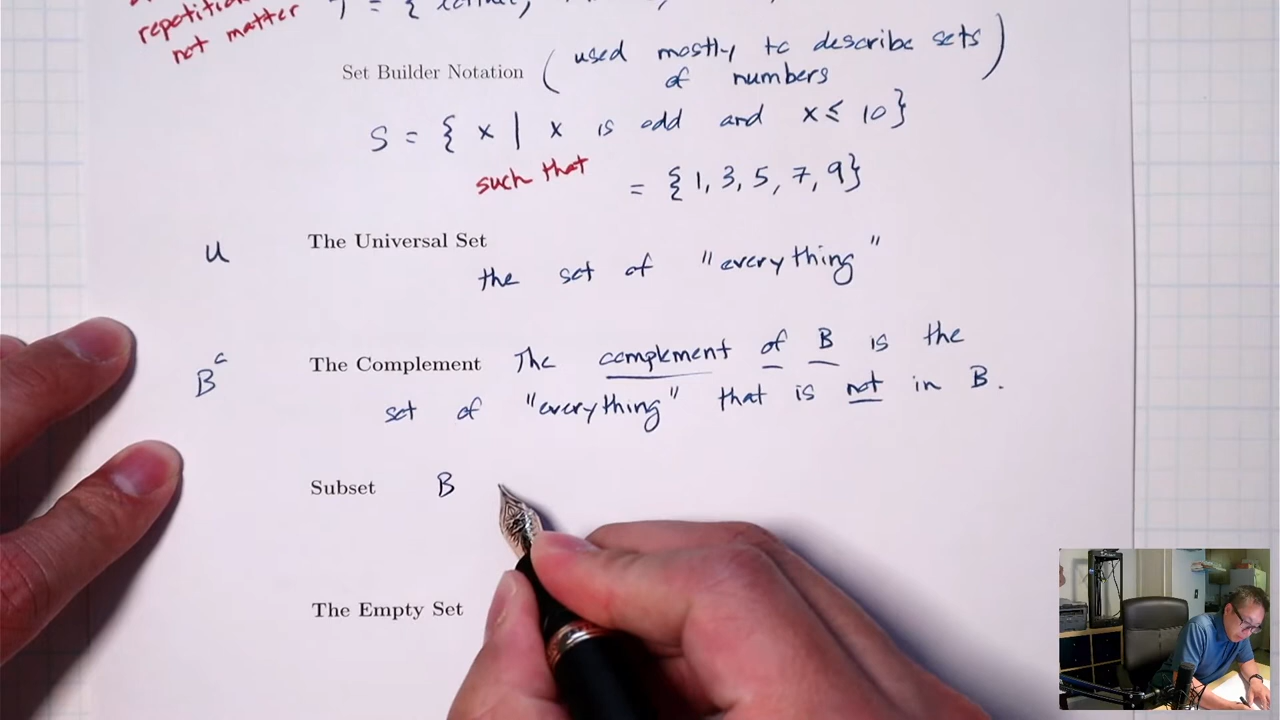 repetition
not matter
T = {
Set Builder Notation (used mostly to describe sets
of numbers)
S = { x | x is odd and x ≤ 10}
such that
= {1, 3, 5, 7, 9}
U The Universal Set
the set of "everything"
Bᶜ The Complement The complement of B is the
set of "everything" that is not in B.
Subset B
The Empty Set